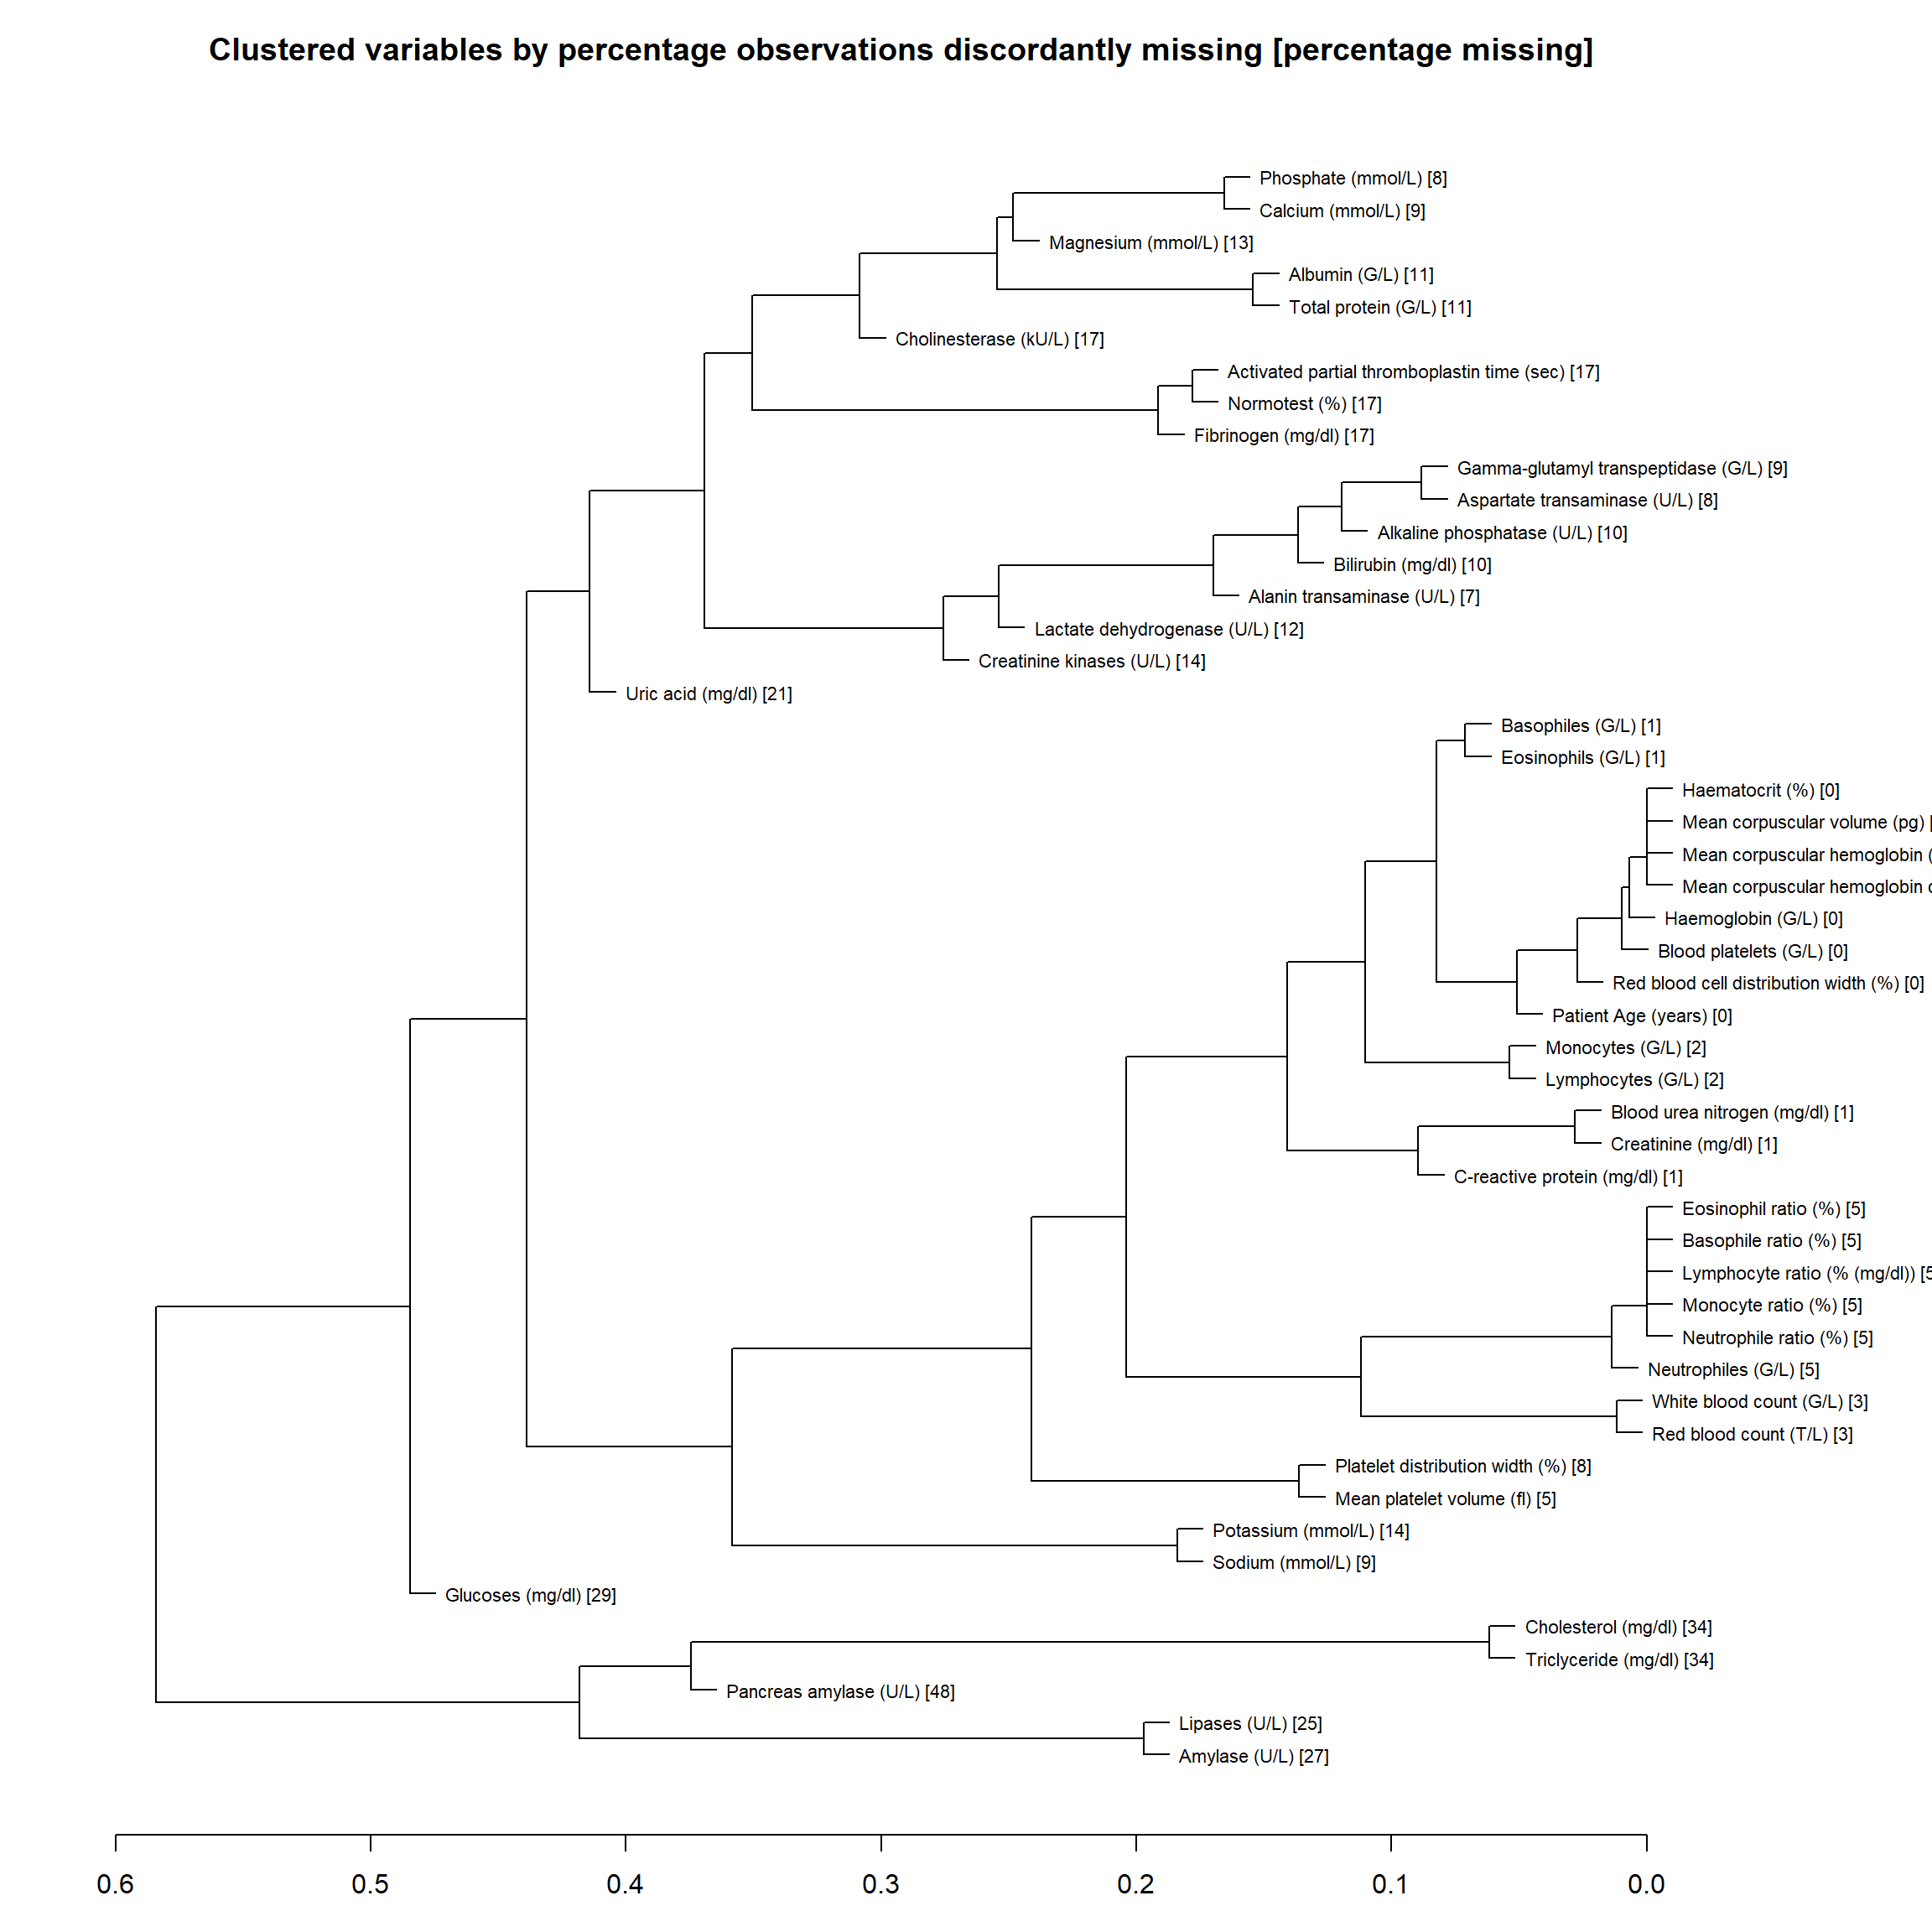 Clustered variables by percentage observations discordantly missing [percentage missing]
Phosphate (mmol/L) [8]
Calcium (mmol/L) [9]
Magnesium (mmol/L) [13]
Albumin (G/L) [11]
Total protein (G/L) [11]
Cholinesterase (kU/L) [17]
Activated partial thromboplastin time (sec) [17]
Normotest (%) [17]
Fibrinogen (mg/dl) [17]
Gamma-glutamyl transpeptidase (G/L) [9]
Aspartate transaminase (U/L) [8]
Alkaline phosphatase (U/L) [10]
Bilirubin (mg/dl) [10]
Alanin transaminase (U/L) [7]
Lactate dehydrogenase (U/L) [12]
Creatinine kinases (U/L) [14]
Uric acid (mg/dl) [21]
Basophiles (G/L) [1]
Eosinophils (G/L) [1]
Haematocrit (%) [0]
Mean corpuscular volume (pg) [
Mean corpuscular hemoglobin (
Mean corpuscular hemoglobin
Haemoglobin (G/L) [0]
Blood platelets (G/L) [0]
Red blood cell distribution width (%) [0]
Patient Age (years) [0]
Monocytes (G/L) [2]
Lymphocytes (G/L) [2]
Blood urea nitrogen (mg/dl) [1]
Creatinine (mg/dl) [1]
C-reactive protein (mg/dl) [1]
Eosinophil ratio (%) [5]
Basophile ratio (%) [5]
Lymphocyte ratio (% (mg/dl)) [5
Monocyte ratio (%) [5]
Neutrophile ratio (%) [5]
Neutrophiles (G/L) [5]
White blood count (G/L) [3]
Red blood count (T/L) [3]
Platelet distribution width (%) [8]
Mean platelet volume (fl) [5]
Potassium (mmol/L) [14]
Sodium (mmol/L) [9]
Glucoses (mg/dl) [29]
Cholesterol (mg/dl) [34]
Triclyceride (mg/dl) [34]
Pancreas amylase (U/L) [48]
Lipases (U/L) [25]
Amylase (U/L) [27]
0.6 0.5 0.4 0.3 0.2 0.1 0.0